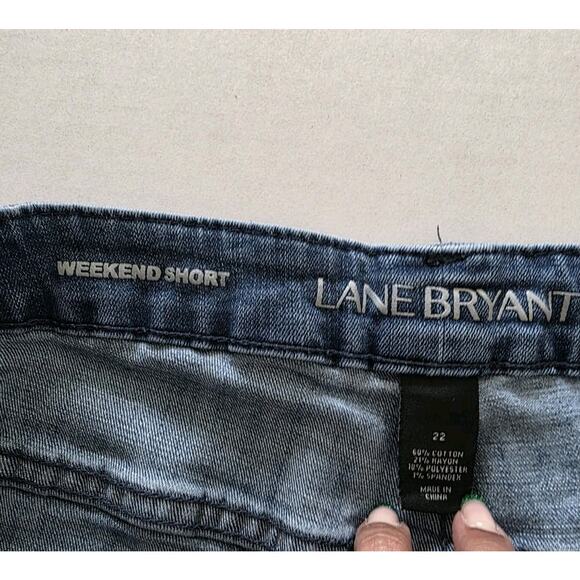 WEEKEND SHORT
LANE BRYANT
22
60% COTTON
21% RAYON
18% POLYESTER
1% SPANDEX
MADE IN
CHINA